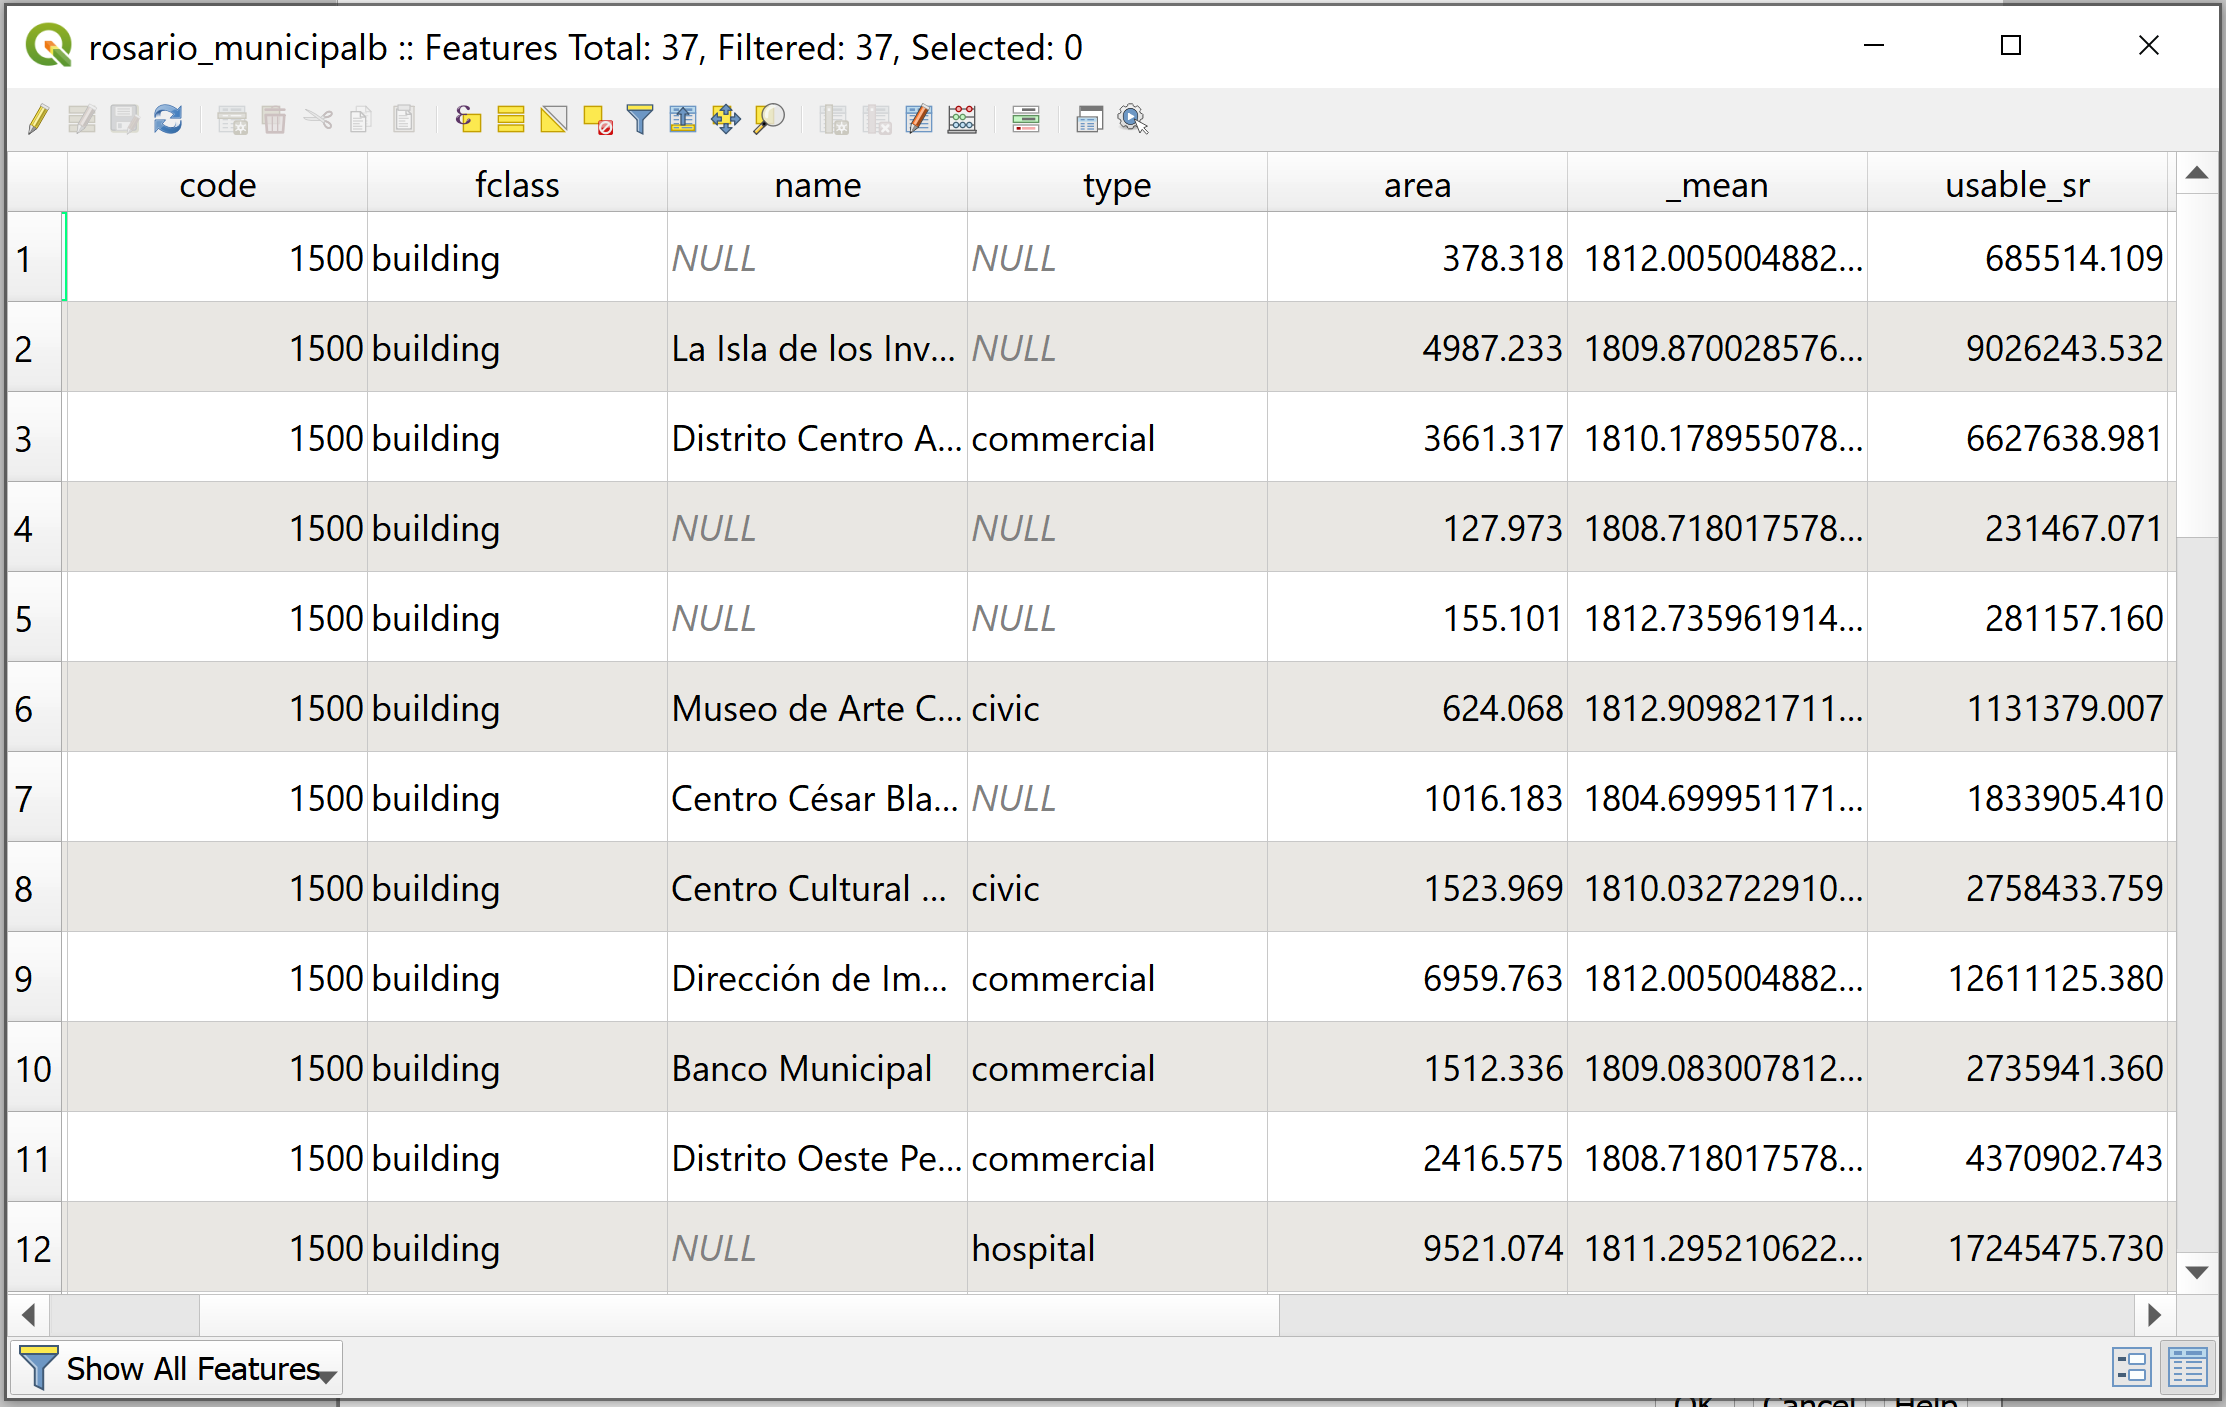 rosario_municipalb :: Features Total: 37, Filtered: 37, Selected: 0
code fclass name type area _mean usable_sr
1 1500 building NULL NULL 378.318 1812.005004882... 685514.109
2 1500 building La Isla de los Inv... NULL 4987.233 1809.870028576... 9026243.532
3 1500 building Distrito Centro A... commercial 3661.317 1810.178955078... 6627638.981
4 1500 building NULL NULL 127.973 1808.718017578... 231467.071
5 1500 building NULL NULL 155.101 1812.735961914... 281157.160
6 1500 building Museo de Arte C... civic 624.068 1812.909821711... 1131379.007
7 1500 building Centro César Bla... NULL 1016.183 1804.699951171... 1833905.410
8 1500 building Centro Cultural ... civic 1523.969 1810.032722910... 2758433.759
9 1500 building Dirección de Im... commercial 6959.763 1812.005004882... 12611125.380
10 1500 building Banco Municipal commercial 1512.336 1809.083007812... 2735941.360
11 1500 building Distrito Oeste Pe... commercial 2416.575 1808.718017578... 4370902.743
12 1500 building NULL hospital 9521.074 1811.295210622... 17245475.730
Show All Features
OK Cancel Help